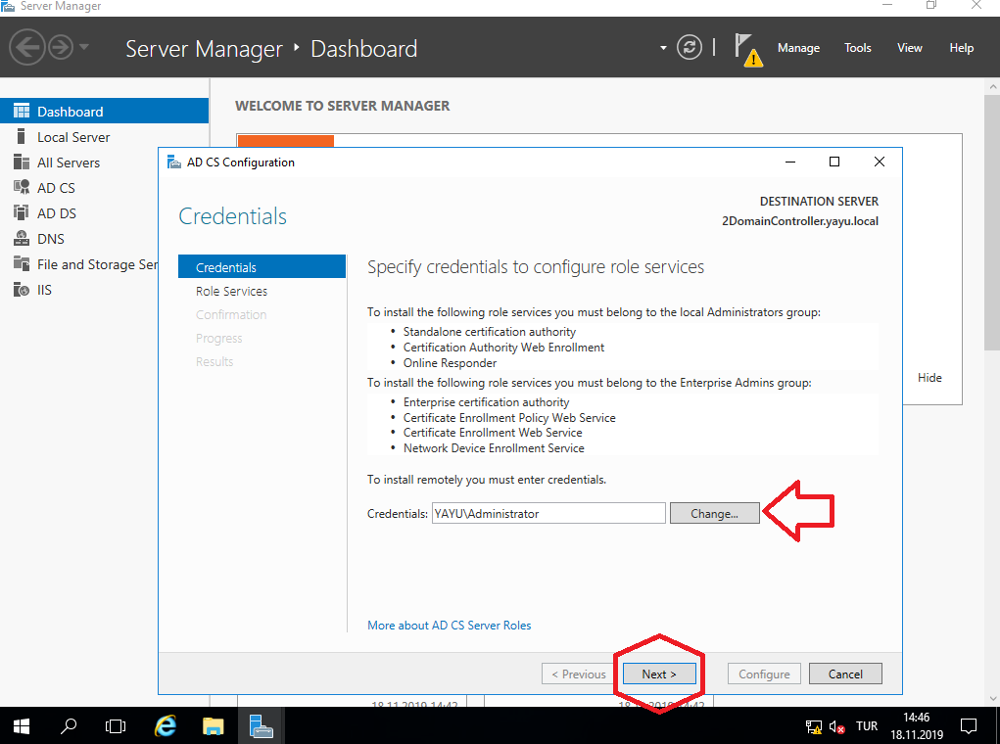 Server Manager
Server Manager • Dashboard
Manage Tools View Help
Dashboard
Local Server
All Servers
AD CS
AD DS
DNS
File and Storage Ser
IIS
WELCOME TO SERVER MANAGER
Hide
AD CS Configuration
Credentials
DESTINATION SERVER
2DomainController.yayu.local
Credentials
Role Services
Confirmation
Progress
Results
Specify credentials to configure role services
To install the following role services you must belong to the local Administrators group:
• Standalone certification authority
• Certification Authority Web Enrollment
• Online Responder
To install the following role services you must belong to the Enterprise Admins group:
• Enterprise certification authority
• Certificate Enrollment Policy Web Service
• Certificate Enrollment Web Service
• Network Device Enrollment Service
To install remotely you must enter credentials.
Credentials: YAYU\Administrator Change...
More about AD CS Server Roles
< Previous Next > Configure Cancel
18.11.2019 14:42 18.11.2019 14:42
TUR
14:46
18.11.2019